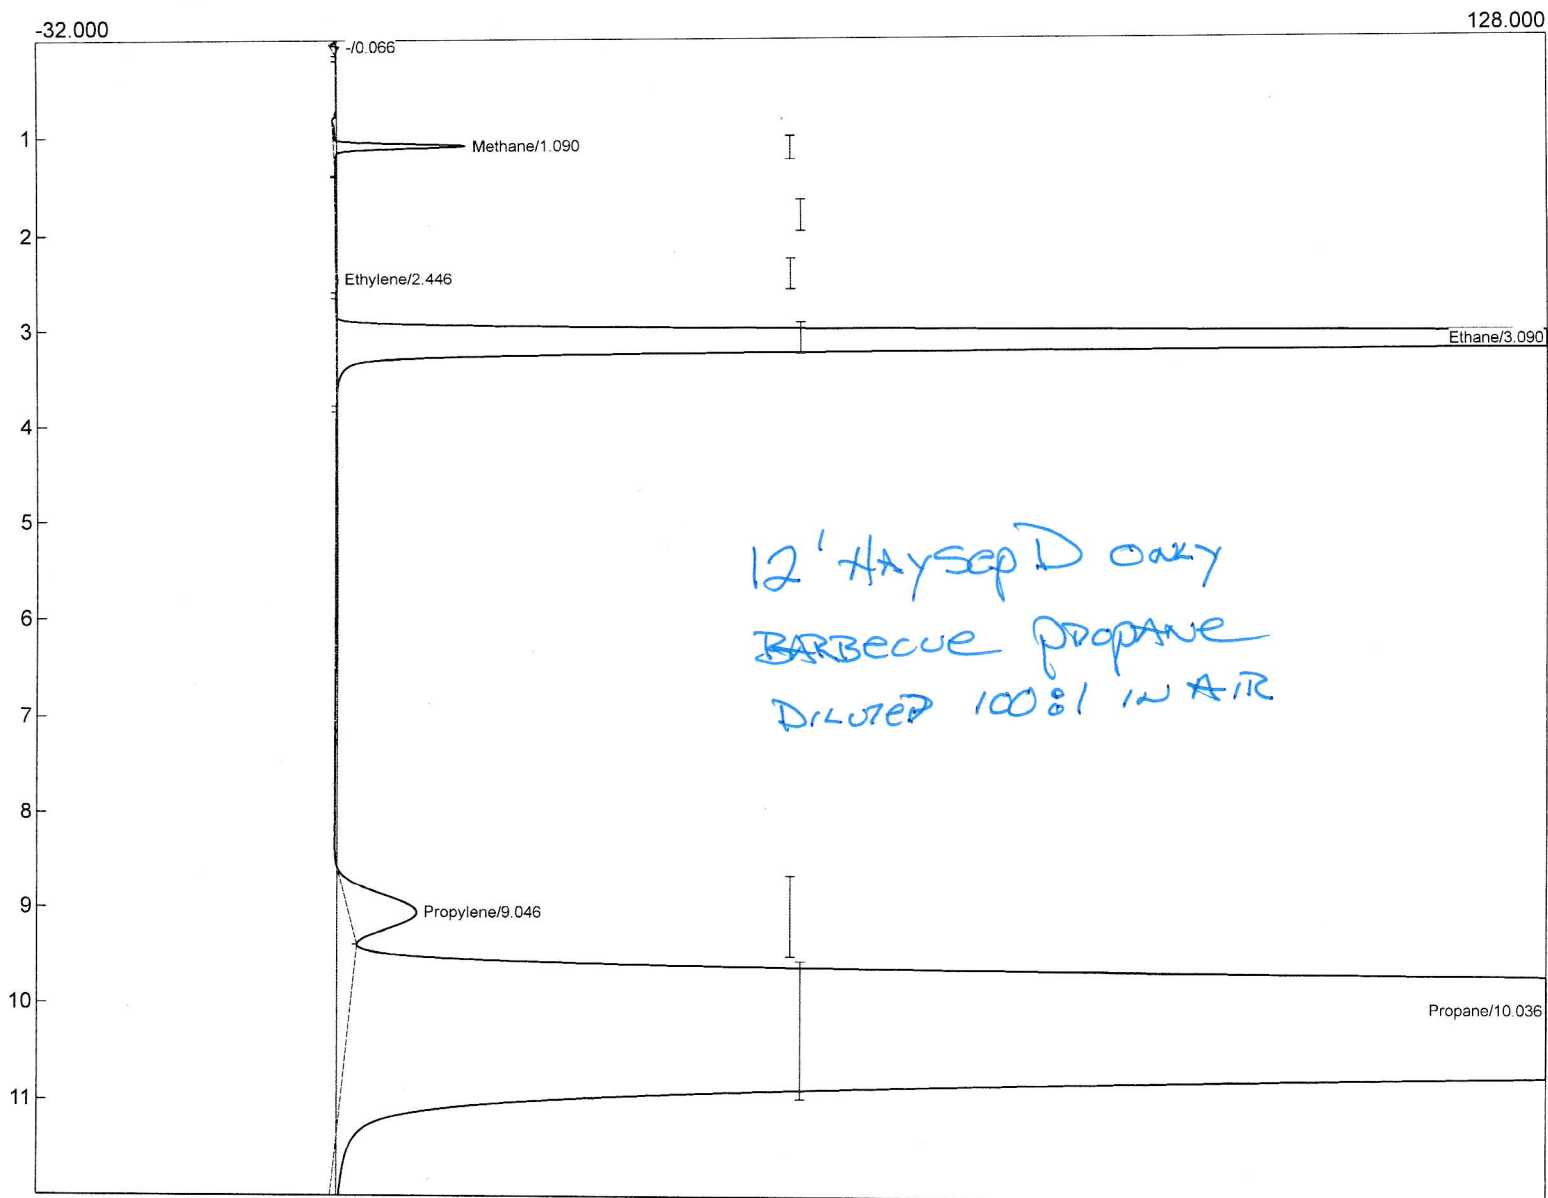 -32.000 128.000
-/0.066
1
Methane/1.090
2
Ethylene/2.446
3
Ethane/3.090
4
5
12' HAYSep D ONLY
6
BARBECUE PROPANE
7
DILUTED 100:1 IN AIR
8
9
Propylene/9.046
10
Propane/10.036
11